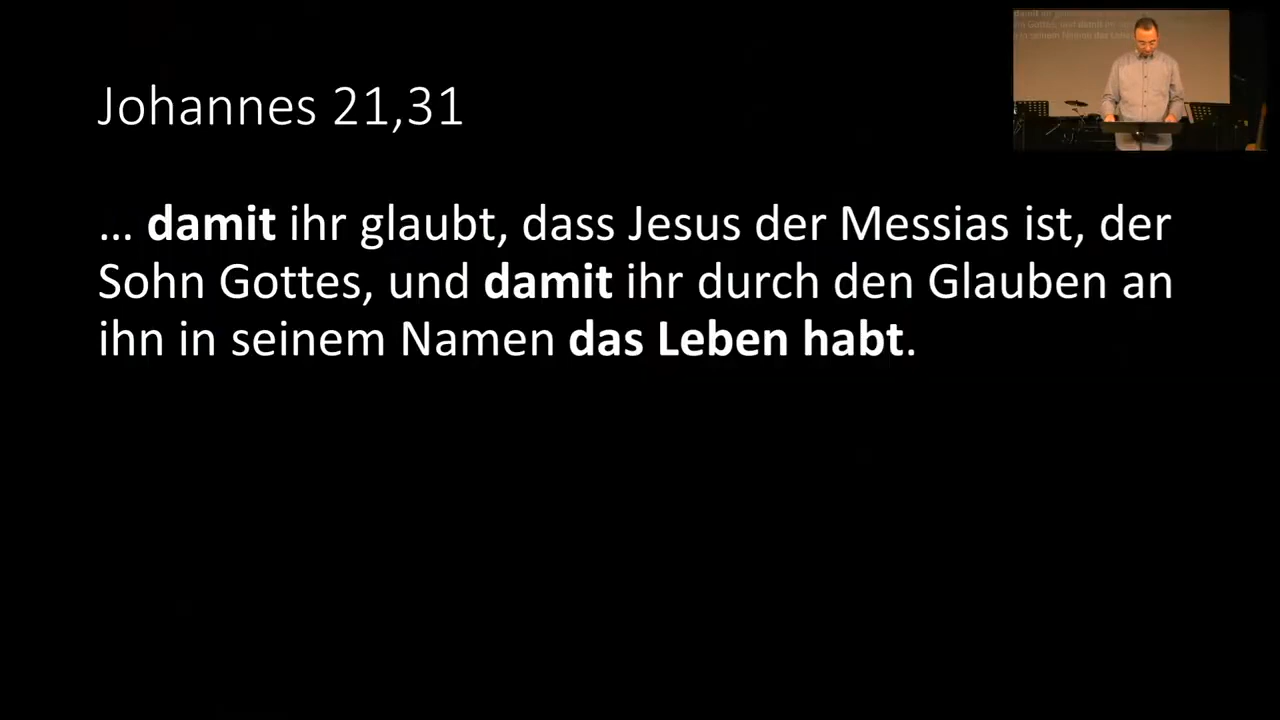 Johannes 21,31
... damit ihr glaubt, dass Jesus der Messias ist, der
Sohn Gottes, und damit ihr durch den Glauben an
ihn in seinem Namen das Leben habt.